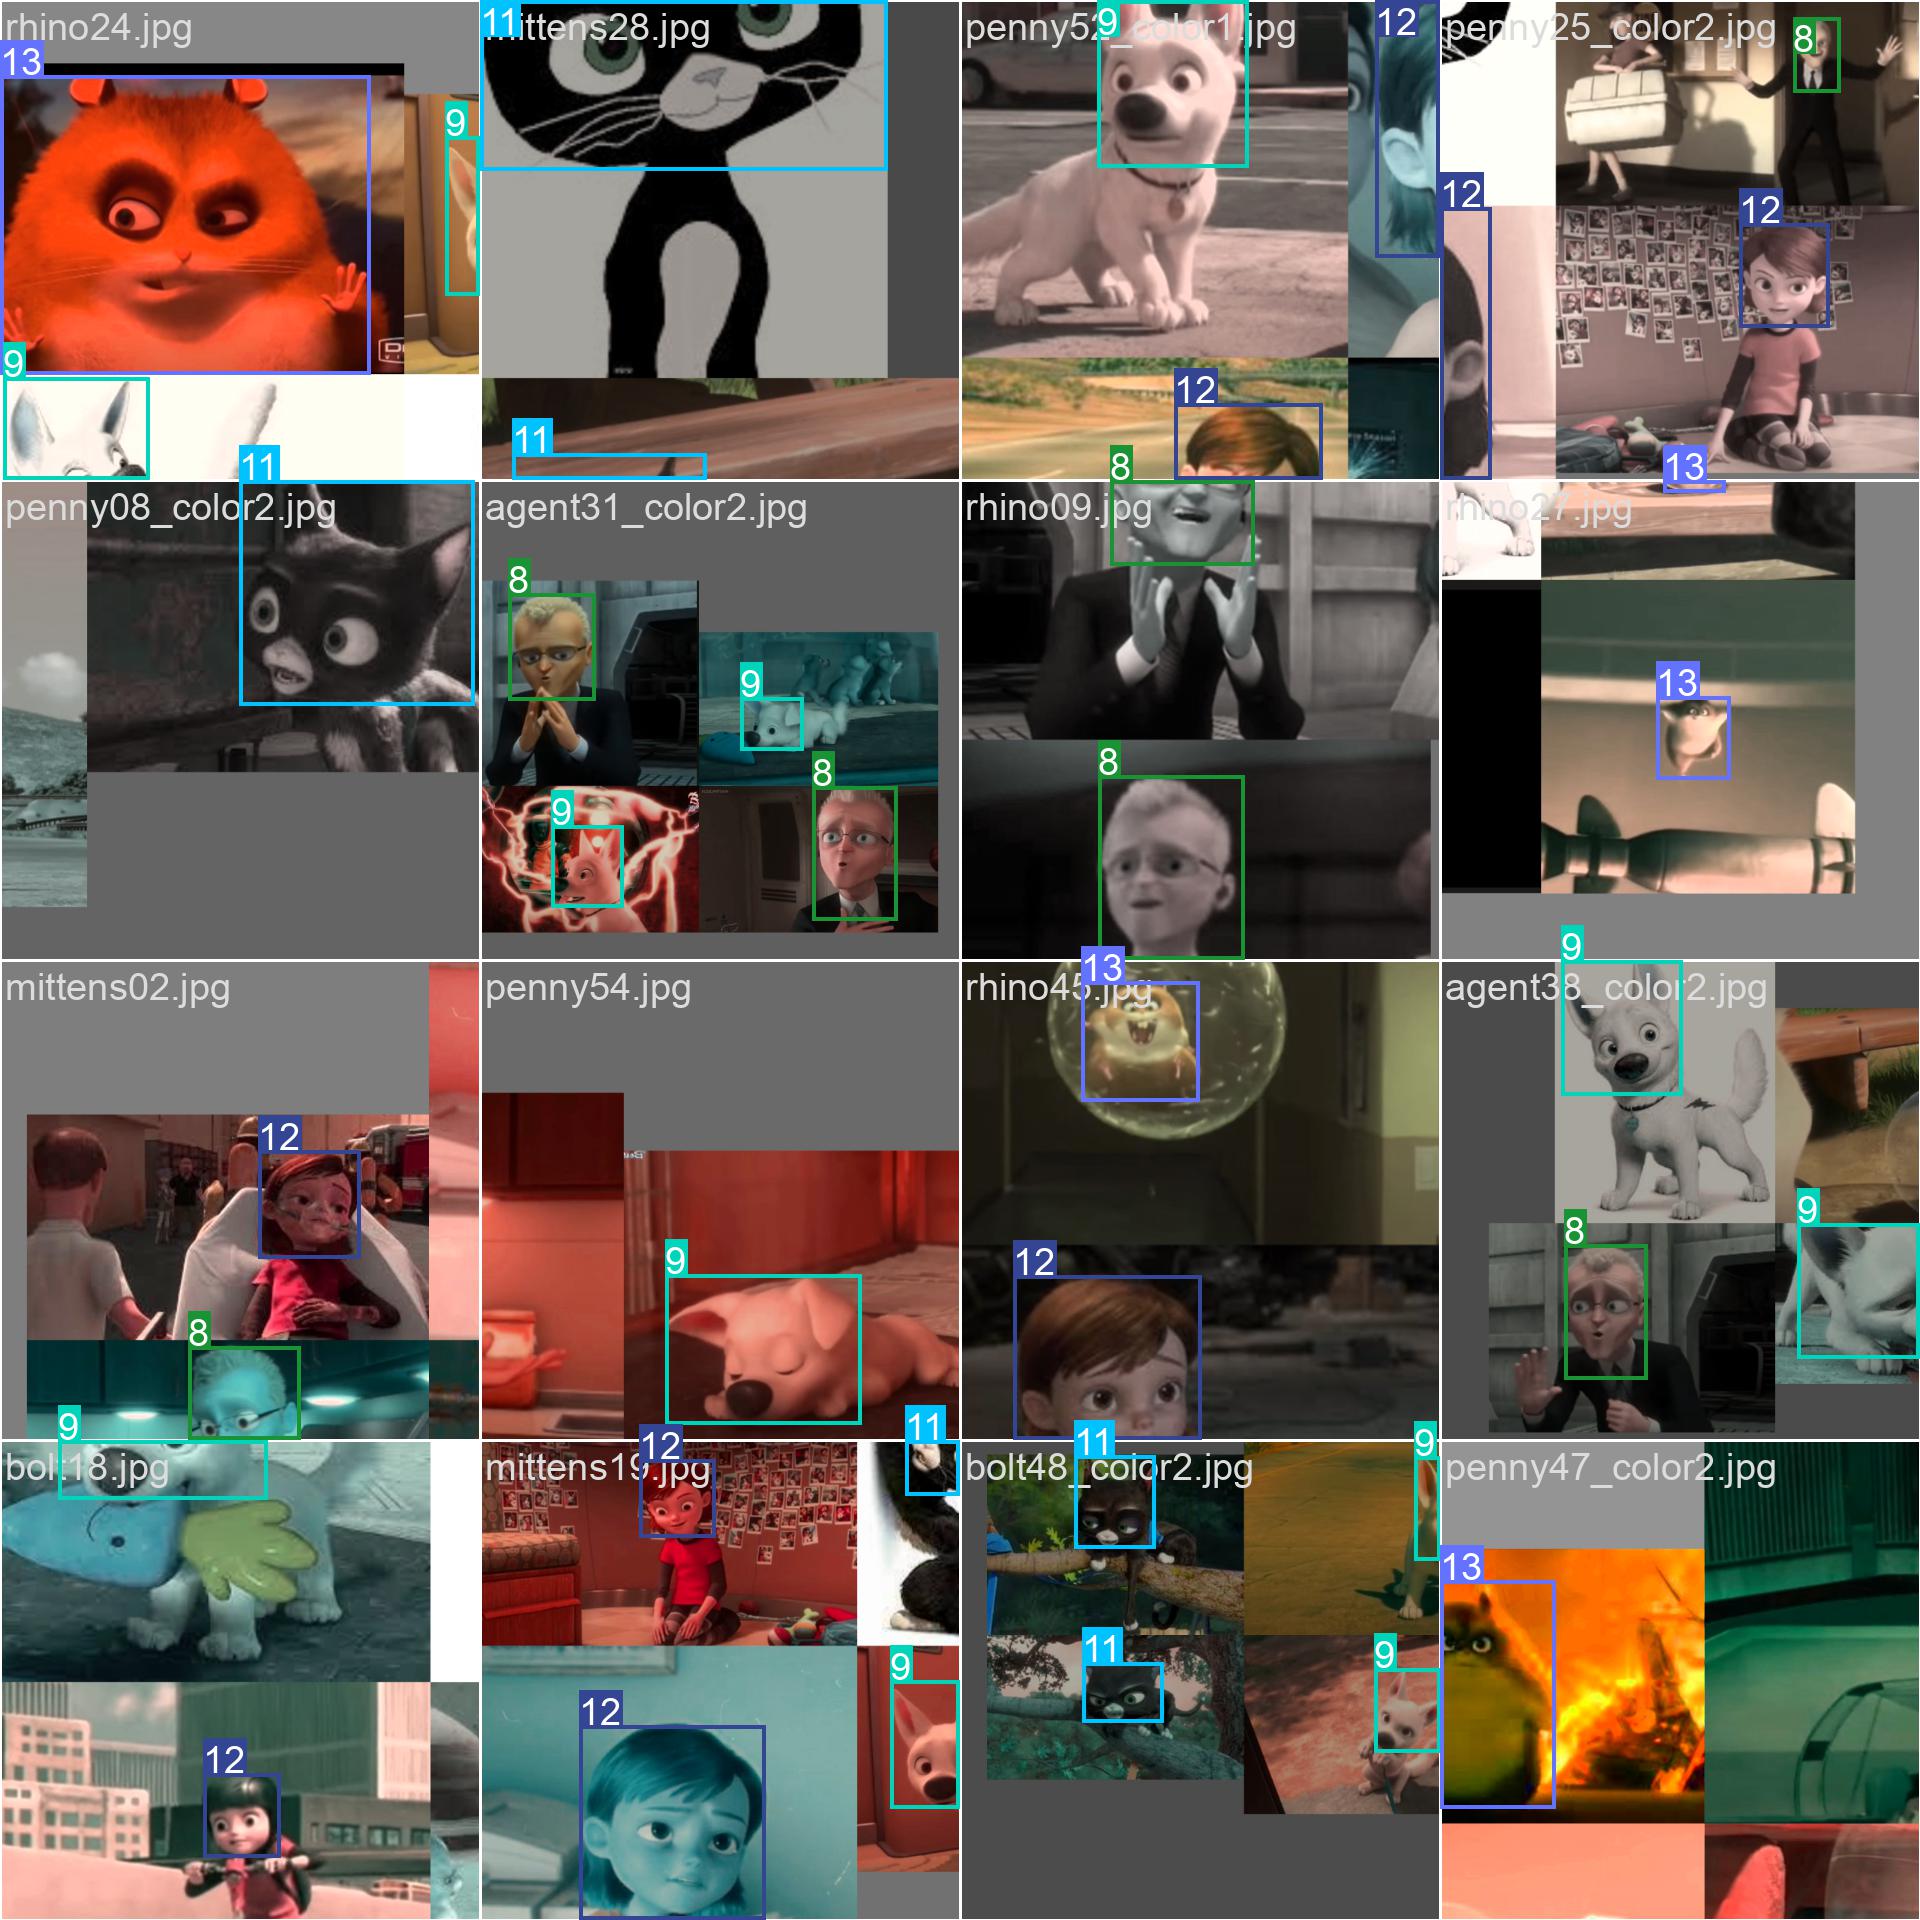 rhino24.jpg
13
9
9
11
mittens28.jpg
11
penny52_color1.jpg
9
12
12
8
penny25_color2.jpg
8
12
12
13
penny08_color2.jpg
11
agent31_color2.jpg
8
9
8
9
rhino09.jpg
8
8
rhino27.jpg
13
9
mittens02.jpg
12
8
9
penny54.jpg
9
12
11
rhino45.jpg
13
12
11
9
agent38_color2.jpg
9
8
bolt18.jpg
12
mittens19.jpg
12
9
bolt48_color2.jpg
11
9
penny47_color2.jpg
13